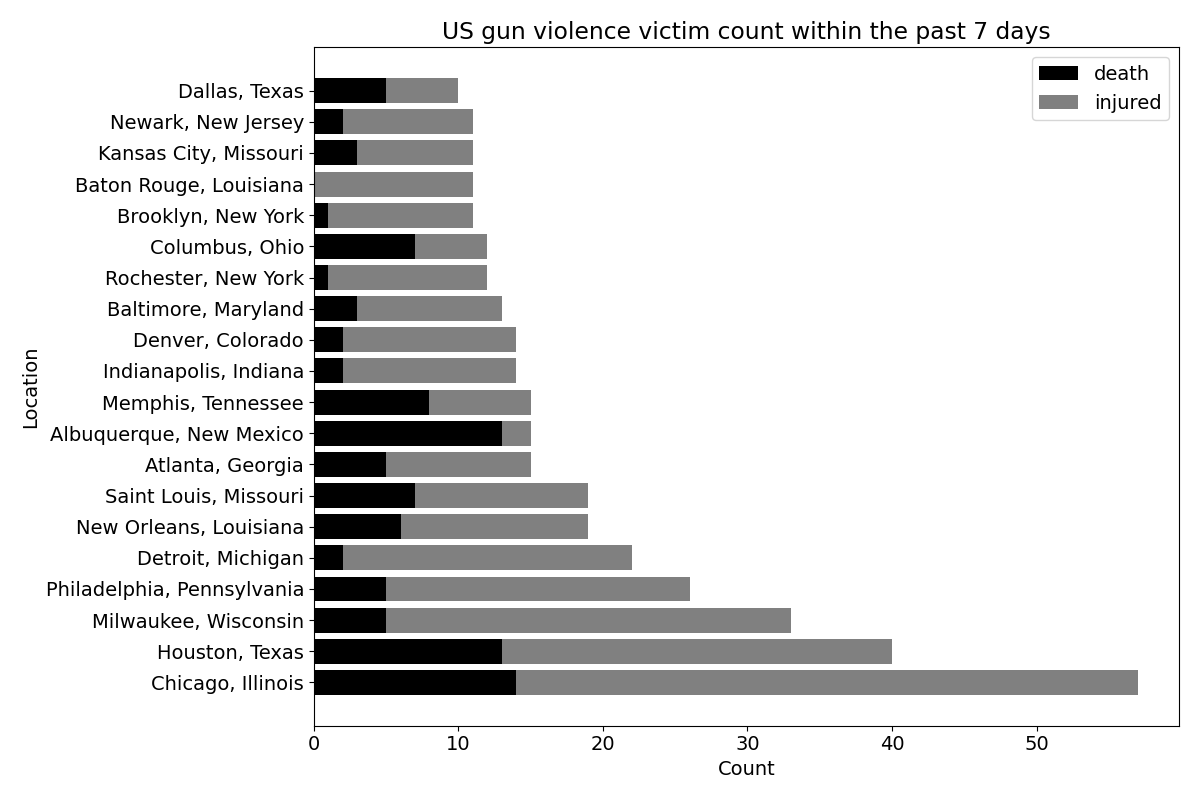 US gun violence victim count within the past 7 days
death
injured
Dallas, Texas
Newark, New Jersey
Kansas City, Missouri
Baton Rouge, Louisiana
Brooklyn, New York
Columbus, Ohio
Rochester, New York
Baltimore, Maryland
Denver, Colorado
Indianapolis, Indiana
Memphis, Tennessee
Albuquerque, New Mexico
Atlanta, Georgia
Saint Louis, Missouri
New Orleans, Louisiana
Detroit, Michigan
Philadelphia, Pennsylvania
Milwaukee, Wisconsin
Houston, Texas
Chicago, Illinois
Location
0 10 20 30 40 50
Count